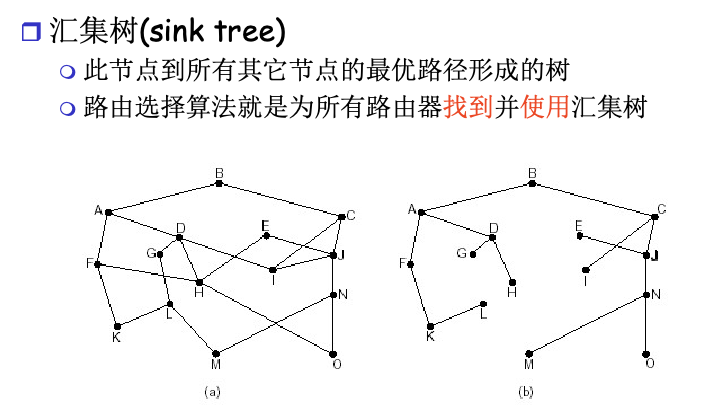 汇集树(sink tree)
此节点到所有其它节点的最优路径形成的树
路由选择算法就是为所有路由器找到并使用汇集树
B B
A C A C
D E D E
G J G J
F H I F H I
N N
L L
K K
M O M O
(a) (b)